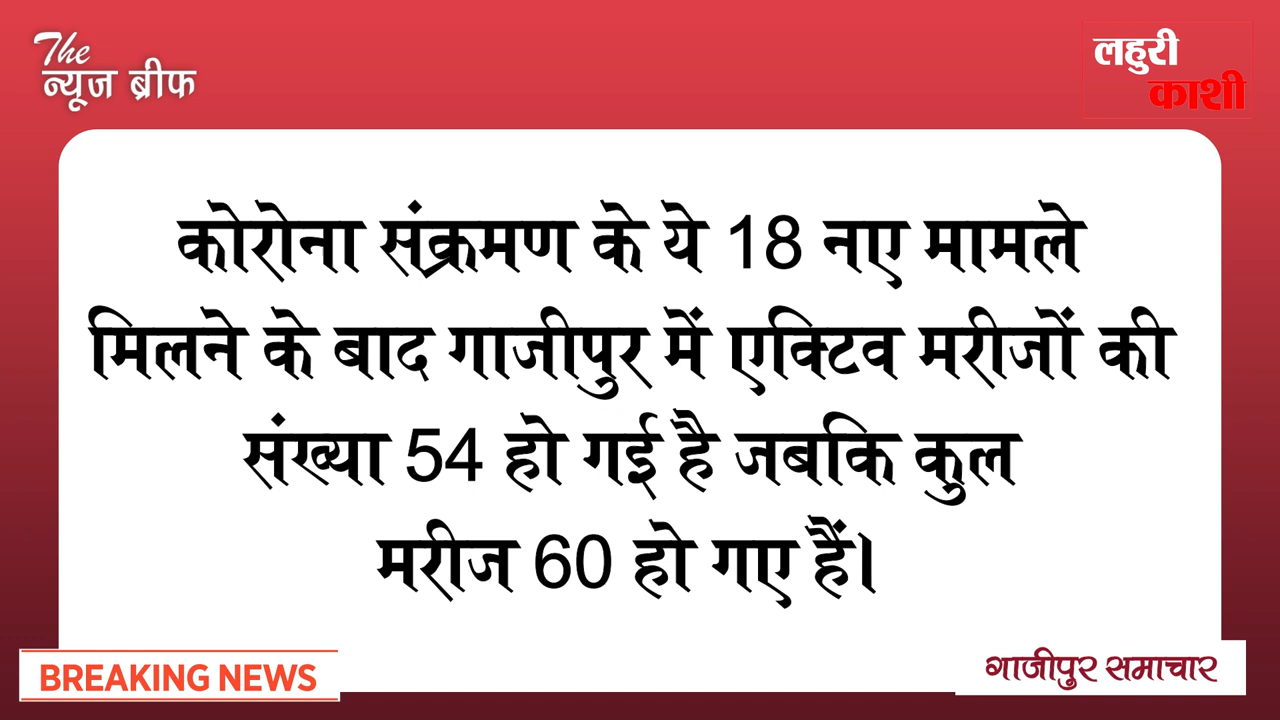 The
न्यूज ब्रीफ
लहुरी
काशी
कोरोना संक्रमण के ये 18 नए मामले
मिलने के बाद गाजीपुर में एक्टिव मरीजों की
संख्या 54 हो गई है जबकि कुल
मरीज 60 हो गए हैं।
BREAKING NEWS
गाजीपुर समाचार